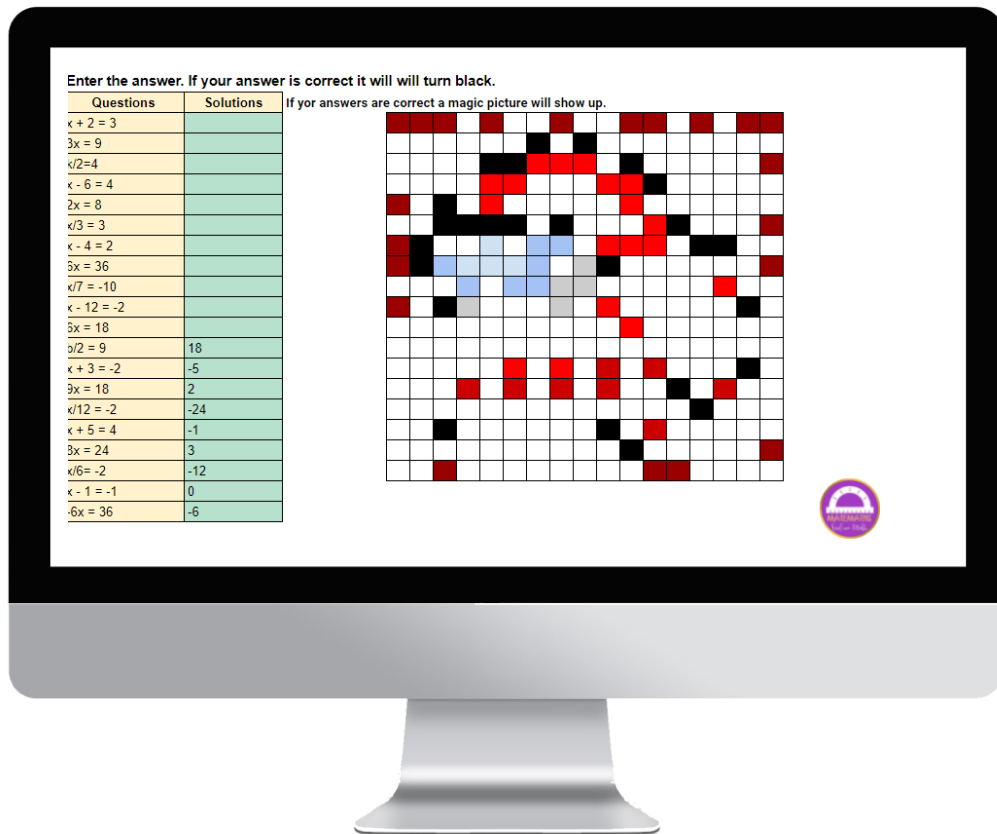 Enter the answer. If your answer is correct it will will turn black.
Questions Solutions If yor answers are correct a magic picture will show up.
x + 2 = 3
3x = 9
k/2=4
x - 6 = 4
2x = 8
x/3 = 3
x - 4 = 2
6x = 36
x/7 = -10
x - 12 = -2
6x = 18
b/2 = 9 18
x + 3 = -2 -5
9x = 18 2
x/12 = -2 -24
x + 5 = 4 -1
8x = 24 3
x/6= -2 -12
x - 1 = -1 0
-6x = 36 -6